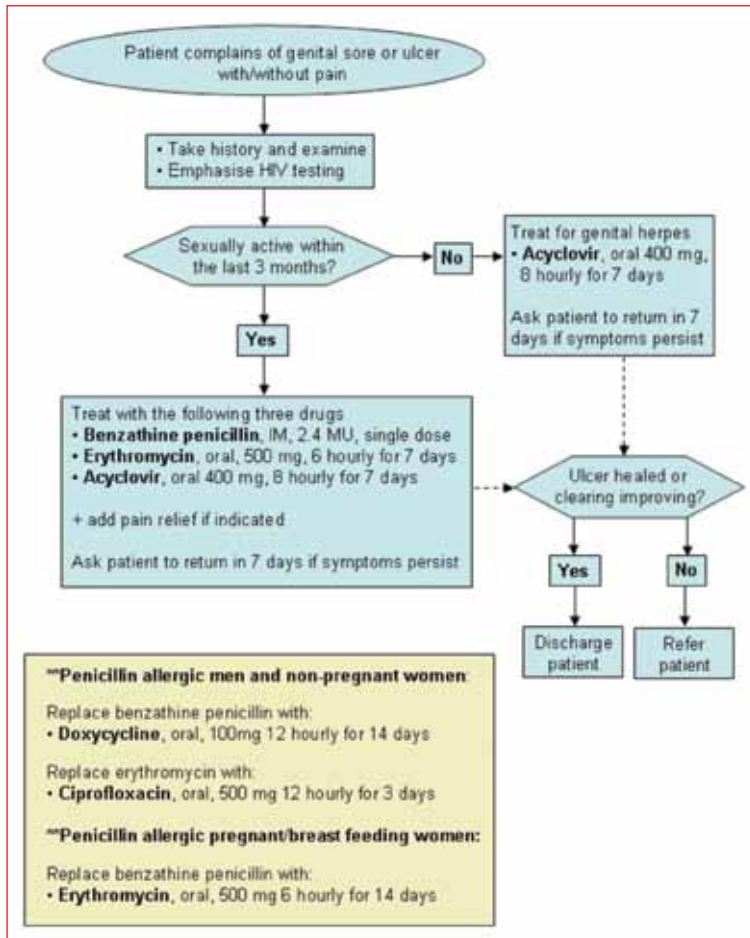 Patient complains of genital sore or ulcer
with/without pain
• Take history and examine
• Emphasise HIV testing
Sexually active within
the last 3 months?
No
Treat for genital herpes
• Acyclovir, oral 400 mg,
8 hourly for 7 days
Ask patient to return in 7
days if symptoms persist
Yes
Treat with the following three drugs
• Benzathine penicillin, IM, 2.4 MU, single dose
• Erythromycin, oral, 500 mg, 6 hourly for 7 days
• Acyclovir, oral 400 mg, 8 hourly for 7 days
+ add pain relief if indicated
Ask patient to return in 7 days if symptoms persist
Ulcer healed or
clearing improving?
Yes
No
Discharge
patient
Refer
patient
**Penicillin allergic men and non-pregnant women:
Replace benzathine penicillin with:
• Doxycycline, oral, 100mg 12 hourly for 14 days
Replace erythromycin with:
• Ciprofloxacin, oral, 500 mg 12 hourly for 3 days
**Penicillin allergic pregnant/breast feeding women:
Replace benzathine penicillin with:
• Erythromycin, oral, 500 mg 6 hourly for 14 days